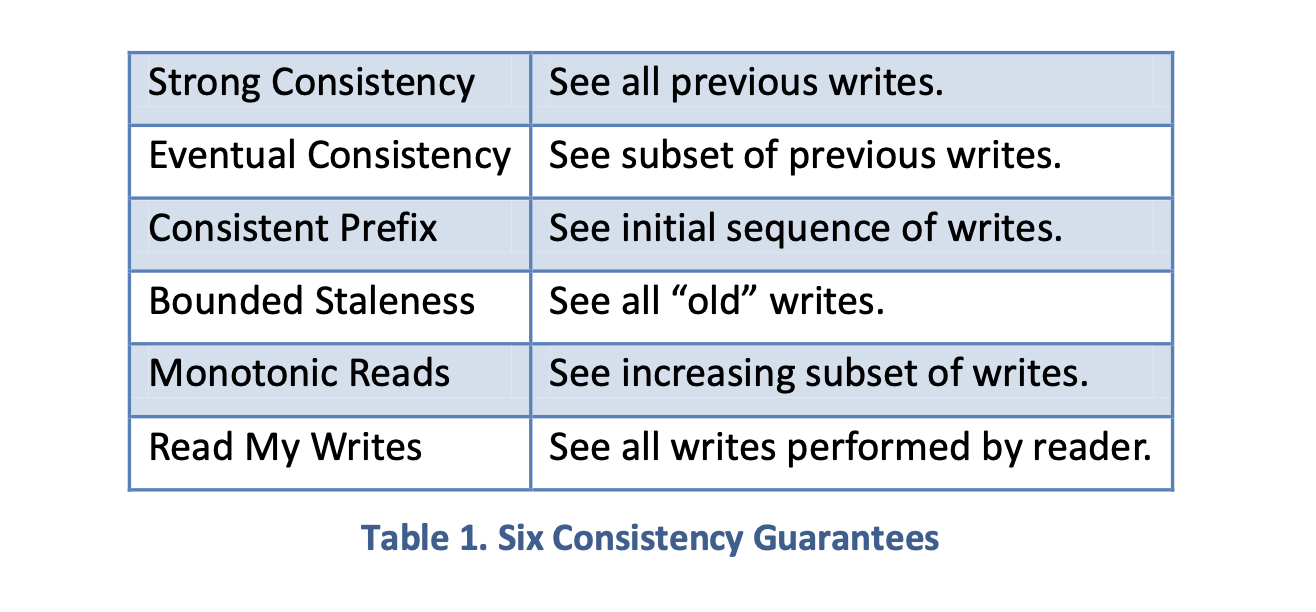 Strong Consistency See all previous writes.
Eventual Consistency See subset of previous writes.
Consistent Prefix See initial sequence of writes.
Bounded Staleness See all “old” writes.
Monotonic Reads See increasing subset of writes.
Read My Writes See all writes performed by reader.
Table 1. Six Consistency Guarantees